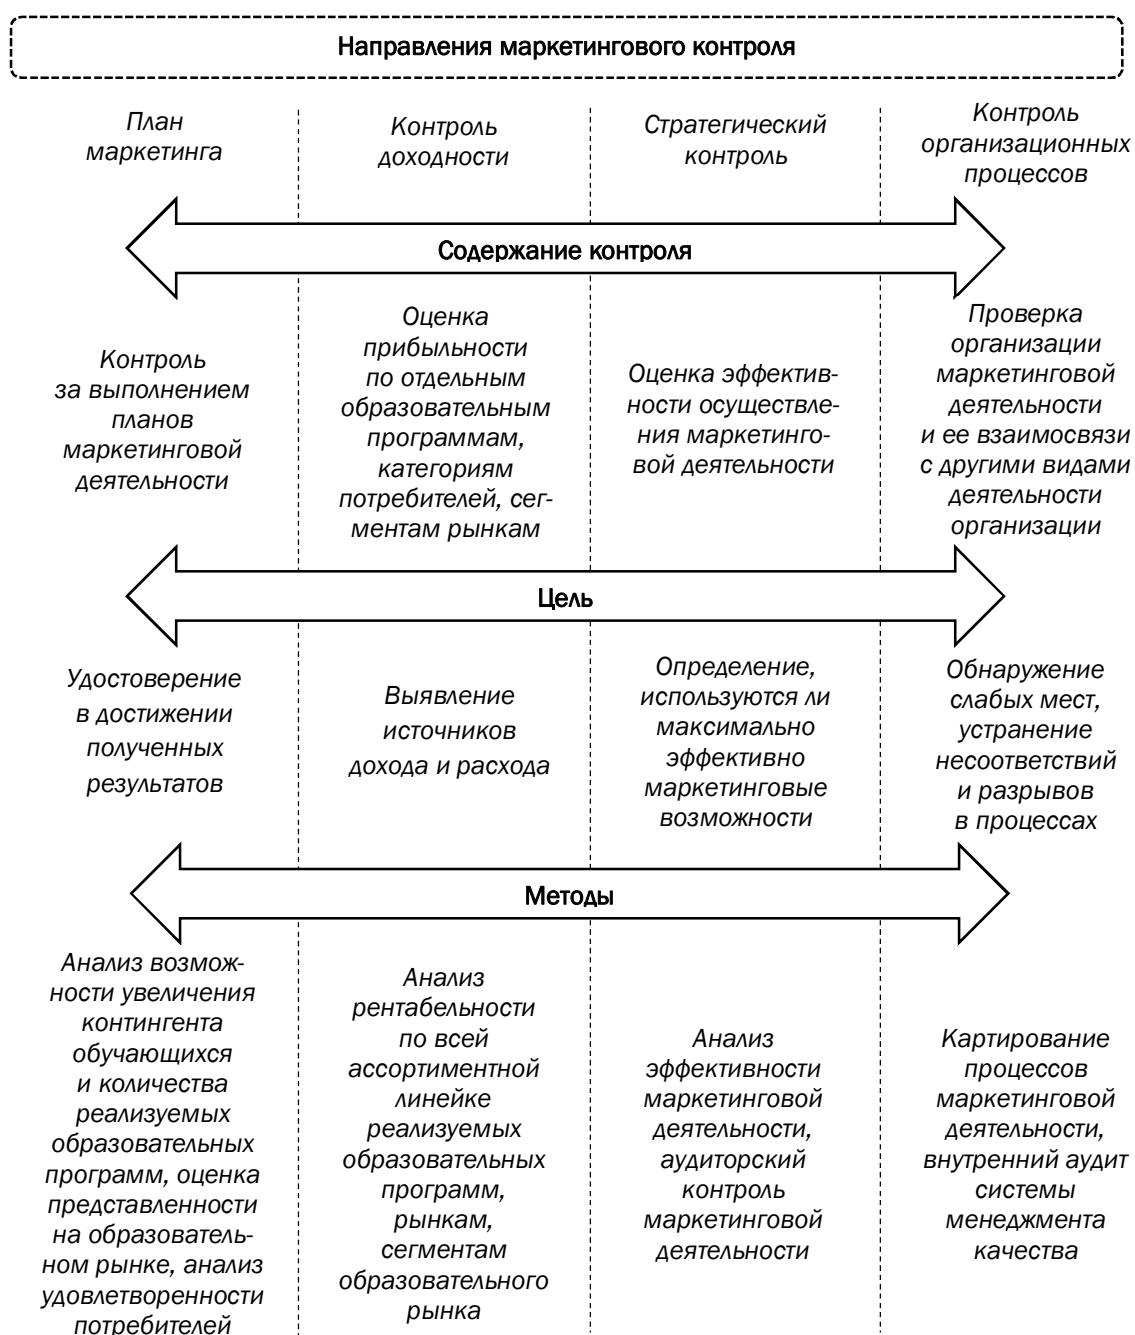 Направления маркетингового контроля
План
маркетинга
Контроль
доходности
Стратегический
контроль
Контроль
организационных
процессов
Содержание контроля
Контроль
за выполнением
планов
маркетинговой
деятельности
Оценка
прибыльности
по отдельным
образовательным
программам,
категориям
потребителей, сег-
ментам рынкам
Оценка эффектив-
ности осуществле-
ния маркетинго-
вой деятельности
Проверка
организации
маркетинговой
деятельности
и ее взаимосвязи
с другими видами
деятельности
организации
Цель
Удостоверение
в достижении
полученных
результатов
Выявление
источников
дохода и расхода
Определение,
используются ли
максимально
эффективно
маркетинговые
возможности
Обнаружение
слабых мест,
устранение
несоответствий
и разрывов
в процессах
Методы
Анализ возмож-
ности увеличения
контингента
обучающихся
и количества
реализуемых
образовательных
программ, оценка
представленности
на образователь-
ном рынке, анализ
удовлетворенности
потребителей
Анализ
рентабельности
по всей
ассортиментной
линейке
реализуемых
образовательных
программ,
рынкам,
сегментам
образовательного
рынка
Анализ
эффективности
маркетинговой
деятельности,
аудиторский
контроль
маркетинговой
деятельности
Картирование
процессов
маркетинговой
деятельности,
внутренний аудит
системы
менеджмента
качества